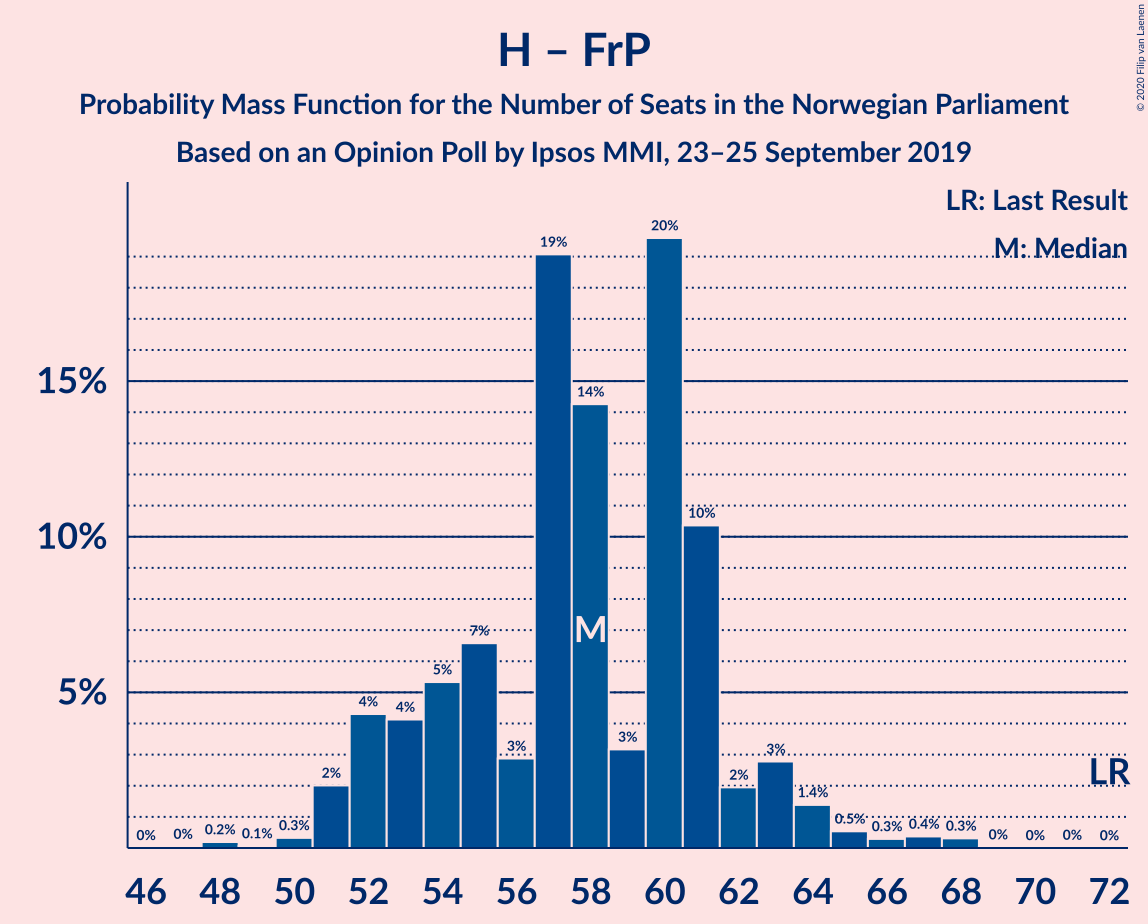 H – FrP
Probability Mass Function for the Number of Seats in the Norwegian Parliament
Based on an Opinion Poll by Ipsos MMI, 23–25 September 2019
© 2020 Filip van Laenen
LR: Last Result
M: Median
15%
10%
5%
0% 0% 0.2% 0.1% 0.3% 2% 4% 4% 5% 7% 3% 19% 14% 3% 20% 10% 2% 3% 1.4% 0.5% 0.3% 0.4% 0.3% 0% 0% 0% 0%
M
LR
46 48 50 52 54 56 58 60 62 64 66 68 70 72